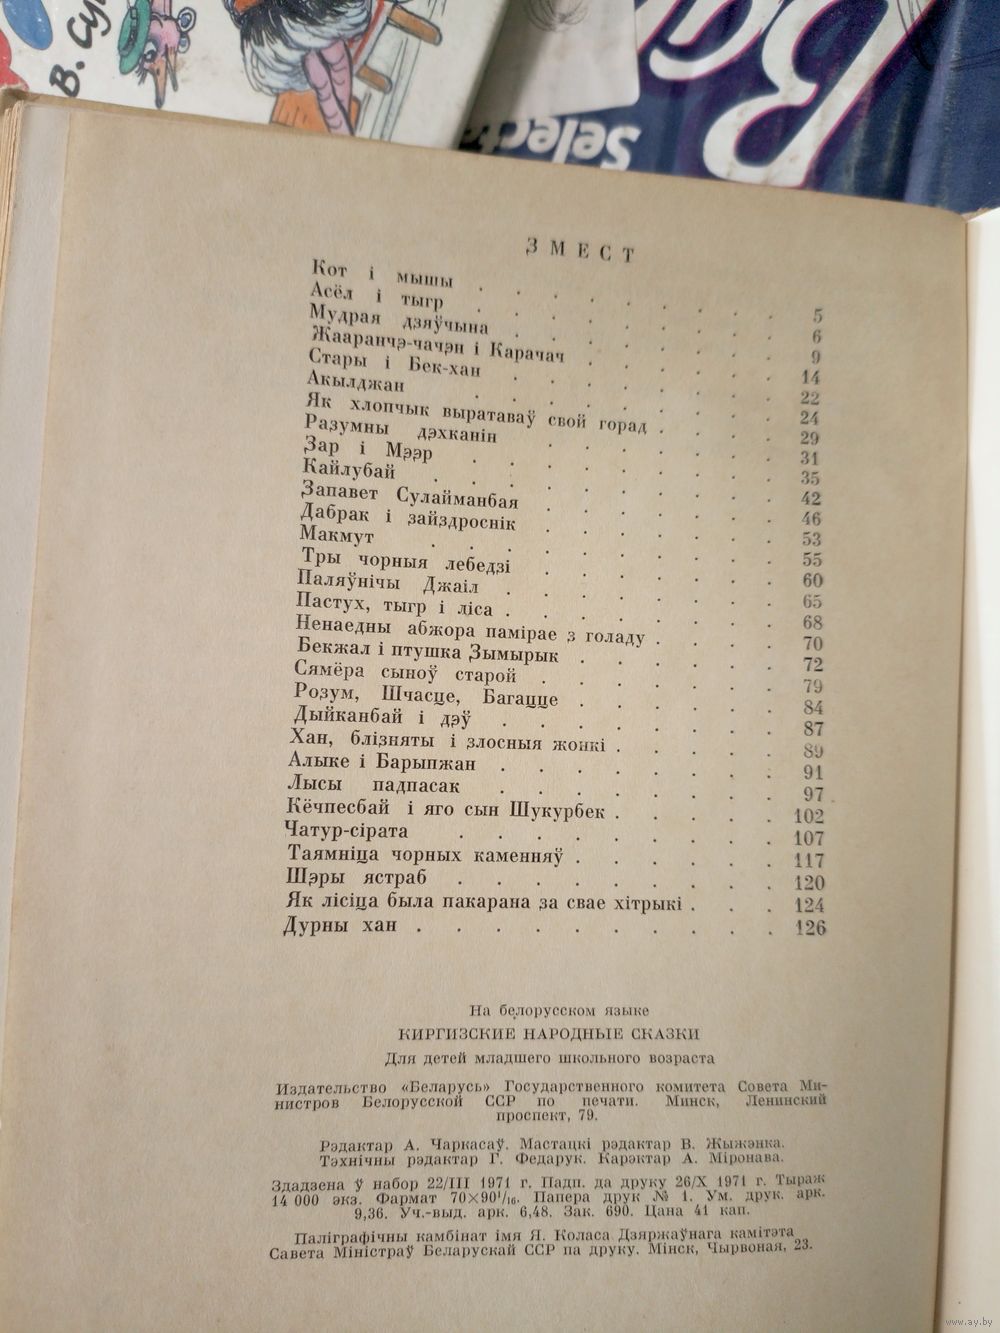 В. Сут
Selecta
Ba
ЗМЕСТ
Кот і мышы . . . . . . . . 5
Асёл і тыгр . . . . . . . . 6
Мудрая дзяўчына . . . . . . . 9
Жааранчэ-чачэн і Карачач . . . . . 14
Стары і Бек-хан . . . . . . . 22
Акылджан . . . . . . . . 24
Як хлопчык выратаваў свой горад . . . . 29
Разумны дэхканін . . . . . . 31
Зар і Мээр . . . . . . . . 35
Кайлубай . . . . . . . . . 42
Запавет Сулайманбая . . . . . . 46
Дабрак і зайздроснік . . . . . . 53
Макмут . . . . . . . . . 55
Тры чорныя лебедзі . . . . . . 60
Паляўнічы Джаіл . . . . . . . 65
Пастух, тыгр і ліса . . . . . . . 68
Ненаедны абжора памірае з голаду . . . . 70
Бекжал і птушка Зымырык . . . . . . 72
Сямёра сыноў старой . . . . . . . 79
Розум, Шчасце, Багацце . . . . . . 84
Дыйканбай і дэў . . . . . . . . 87
Хан, блізняты і злосныя жонкі . . . . . 89
Алыке і Барыпжан . . . . . . . . 91
Лысы падпасак . . . . . . . . 97
Кёчпесбай і яго сын Шукурбек . . . . . 102
Чатур-сірата . . . . . . . . 107
Таямніца чорных каменняў . . . . . . 117
Шэры ястраб . . . . . . . . . 120
Як лісіца была пакарана за свае хітрыкі . . . 124
Дурны хан . . . . . . . . . . 126
На белорусском языке
КИРГИЗСКИЕ НАРОДНЫЕ СКАЗКИ
Для детей младшего школьного возраста
Издательство «Беларусь» Государственного комитета Совета Ми-
нистров Белорусской ССР по печати. Минск, Ленинский
проспект, 79.
Рэдактар А. Чаркасаў. Мастацкі рэдактар В. Жыжэнка.
Тэхнічны рэдактар Г. Федарук. Карэктар А. Міронава.
Здадзена ў набор 22/III 1971 г. Падп. да друку 26/X 1971 г. Тыраж
14 000 экз. Фармат 70×90¹/₁₆. Папера друк № 1. Ум. друк. арк.
9,36. Уч.-выд. арк. 6,48. Зак. 690. Цана 41 кап.
Паліграфічны камбінат імя Я. Коласа Дзяржаўнага камітэта
Савета Міністраў Беларускай ССР па друку. Мінск, Чырвоная, 23.
www.ay.by